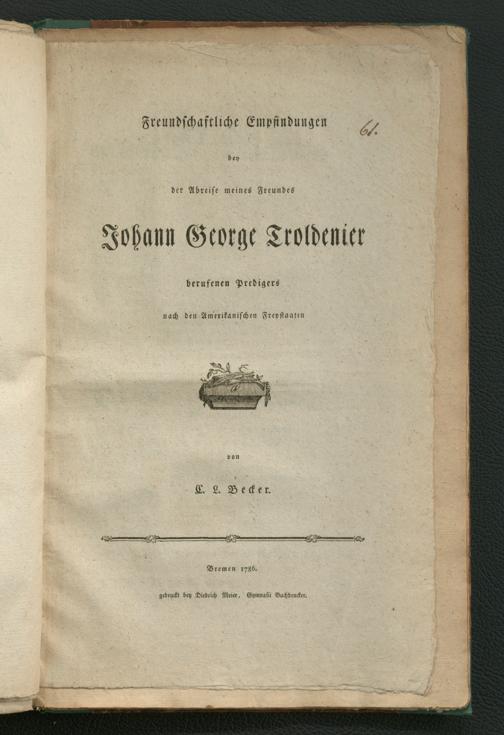 Freundschaftliche Empfindungen
61.
bey
der Abreise meines Freundes
Johann George Troldenier
berufenen Predigers
nach den Amerikanischen Freystaaten
von
C. L. Becker.
Bremen 1786.
gedruckt bey Diedrich Meier, Gymnasii Buchdrucker.